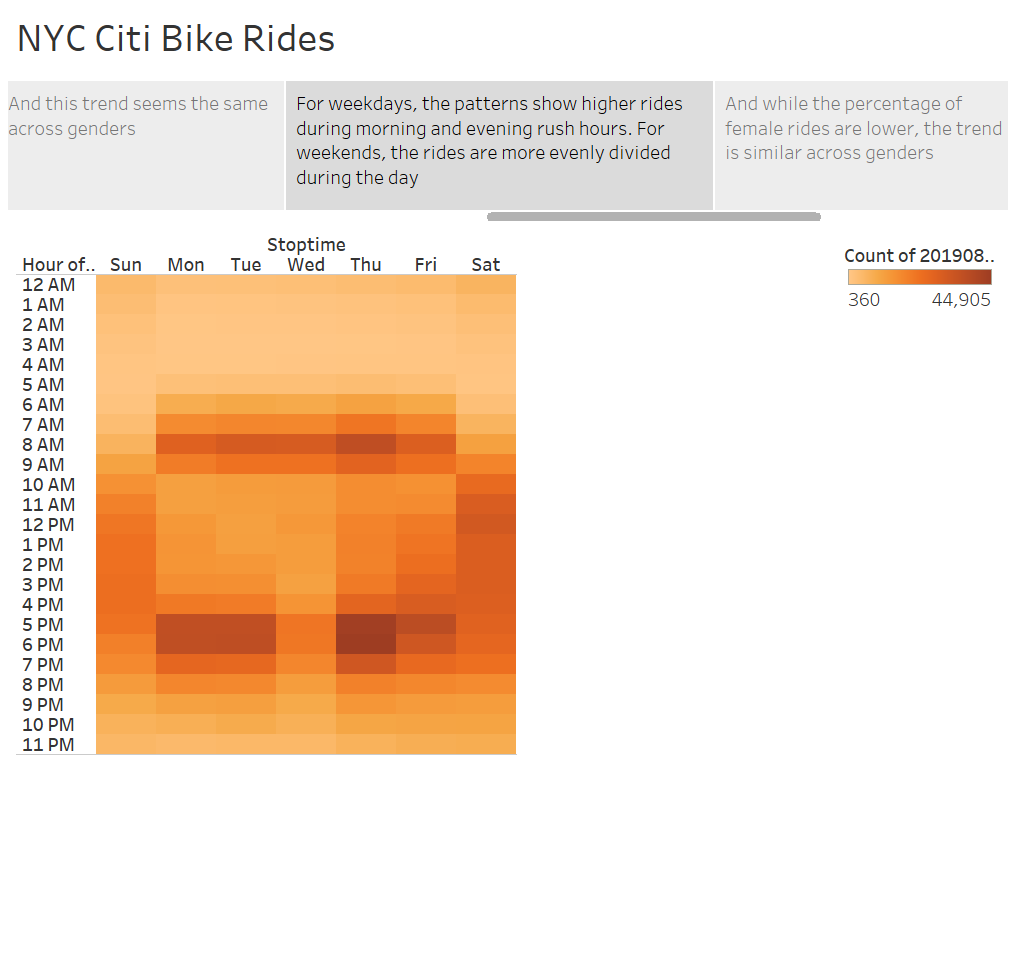 NYC Citi Bike Rides
And this trend seems the same
across genders
For weekdays, the patterns show higher rides
during morning and evening rush hours. For
weekends, the rides are more evenly divided
during the day
And while the percentage of
female rides are lower, the trend
is similar across genders
Stoptime
Hour of.. Sun Mon Tue Wed Thu Fri Sat
12 AM
1 AM
2 AM
3 AM
4 AM
5 AM
6 AM
7 AM
8 AM
9 AM
10 AM
11 AM
12 PM
1 PM
2 PM
3 PM
4 PM
5 PM
6 PM
7 PM
8 PM
9 PM
10 PM
11 PM
Count of 201908..
360 44,905